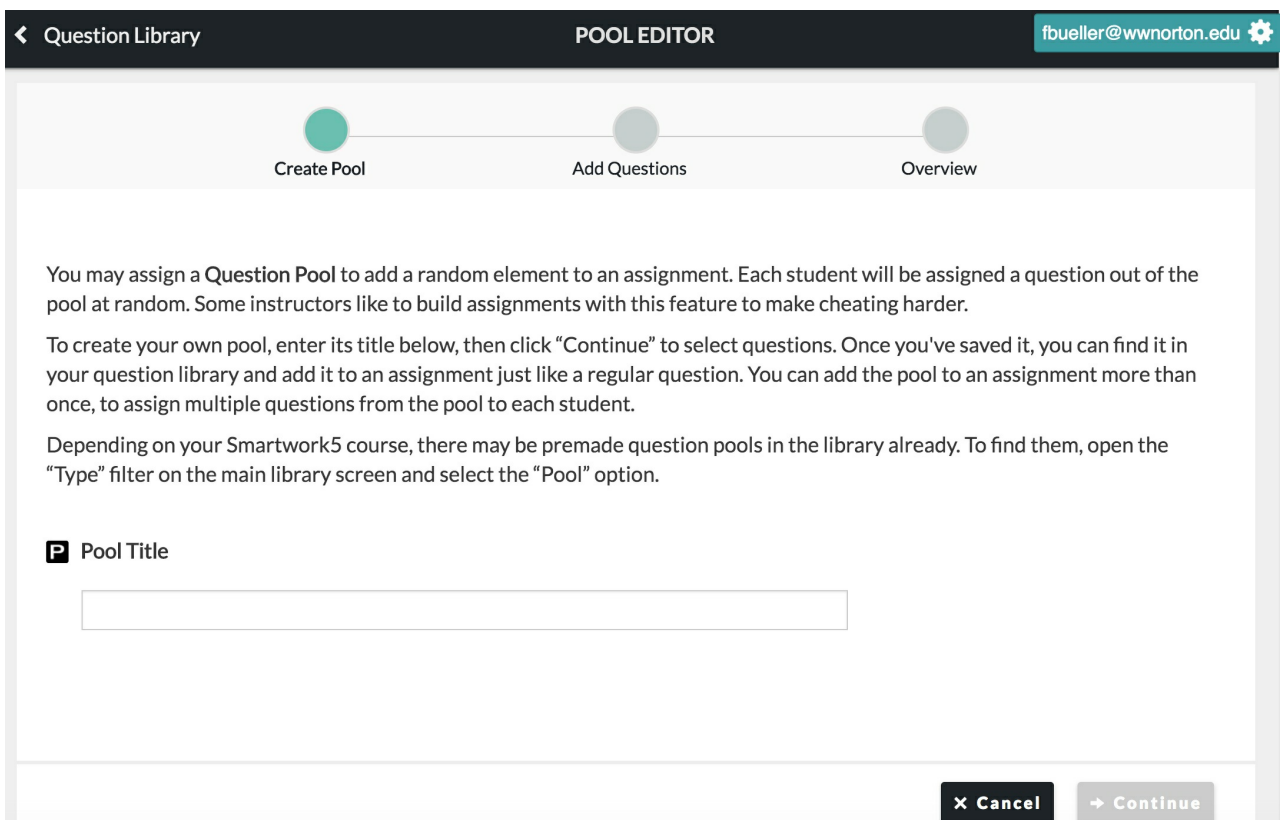 Question Library
POOL EDITOR
fbueller@wwnorton.edu
Create Pool
Add Questions
Overview
You may assign a Question Pool to add a random element to an assignment. Each student will be assigned a question out of the
pool at random. Some instructors like to build assignments with this feature to make cheating harder.
To create your own pool, enter its title below, then click “Continue” to select questions. Once you've saved it, you can find it in
your question library and add it to an assignment just like a regular question. You can add the pool to an assignment more than
once, to assign multiple questions from the pool to each student.
Depending on your Smartwork5 course, there may be premade question pools in the library already. To find them, open the
“Type” filter on the main library screen and select the “Pool” option.
P Pool Title
Cancel
Continue